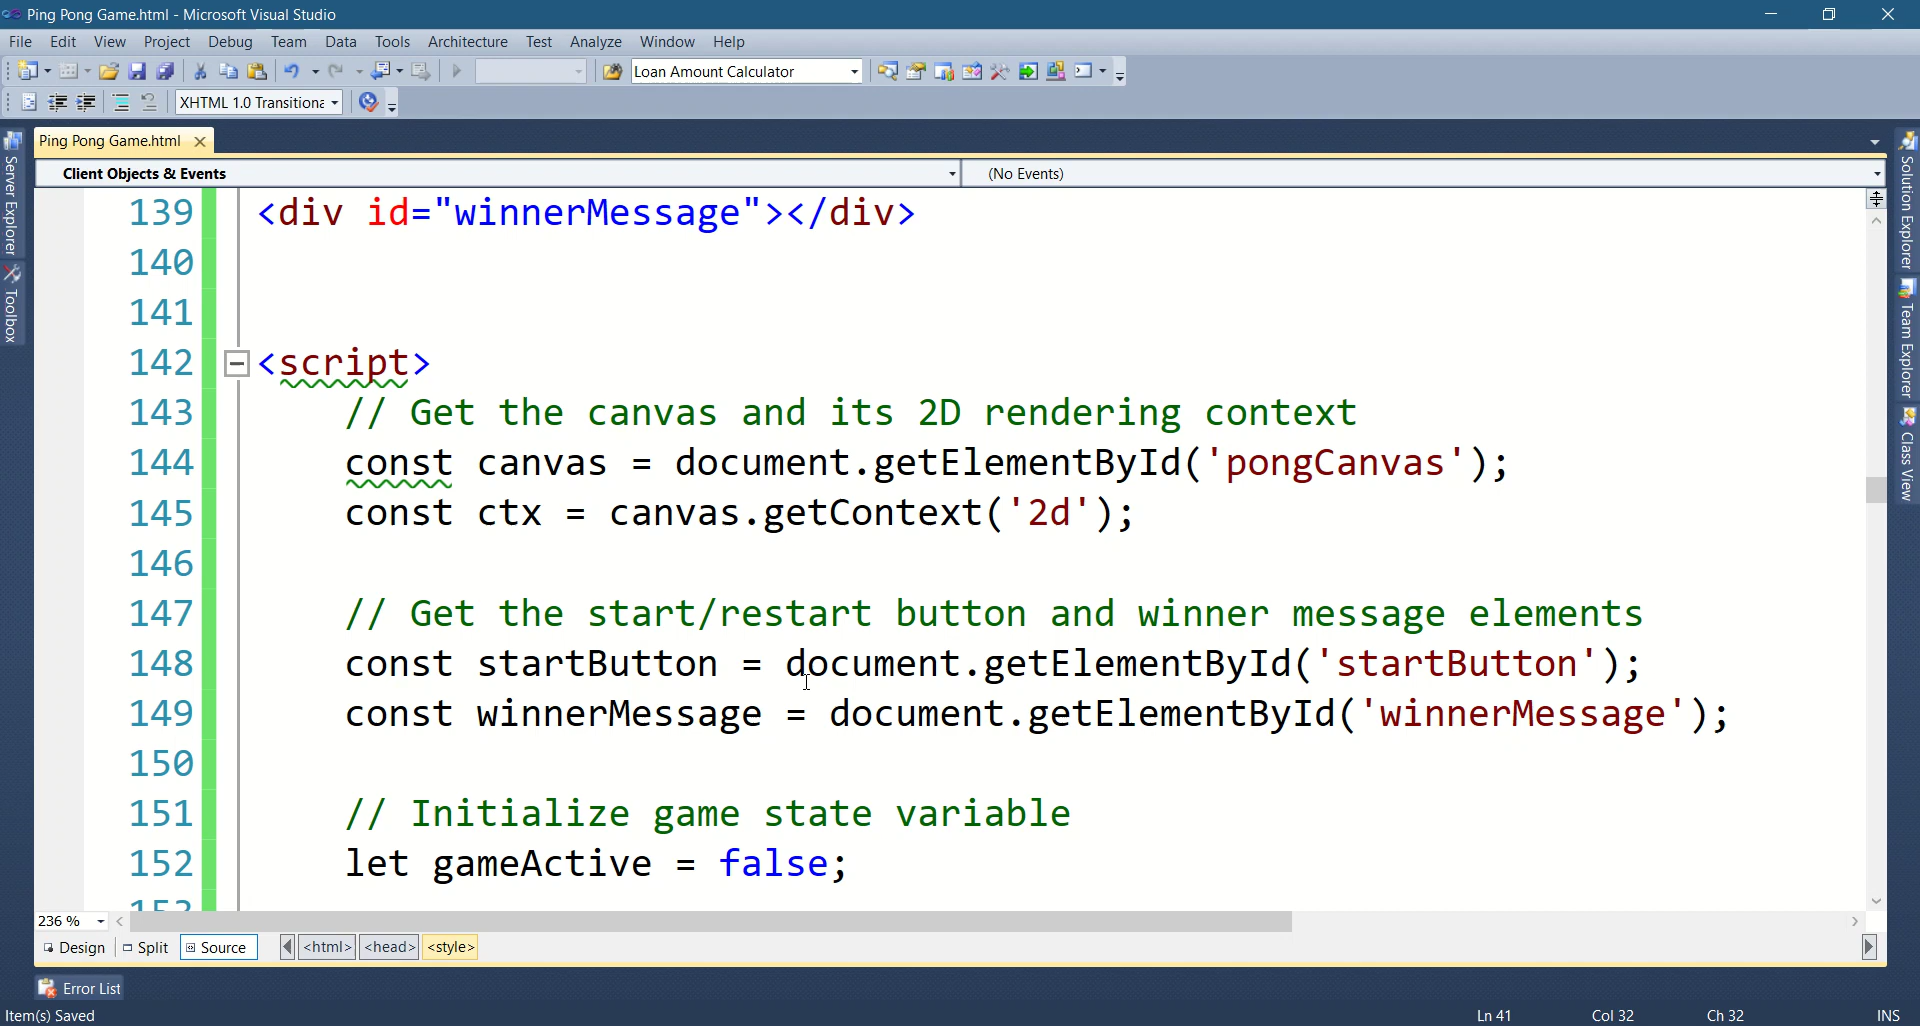 Ping Pong Game.html - Microsoft Visual Studio
File Edit View Project Debug Team Data Tools Architecture Test Analyze Window Help
Loan Amount Calculator
XHTML 1.0 Transitiona
Server Explorer
Toolbox
Ping Pong Game.html
Solution Explorer
Team Explorer
Class View
Client Objects & Events (No Events)
139 <div id="winnerMessage"></div>
140
141
142 <script>
143 // Get the canvas and its 2D rendering context
144 const canvas = document.getElementById('pongCanvas');
145 const ctx = canvas.getContext('2d');
146
147 // Get the start/restart button and winner message elements
148 const startButton = document.getElementById('startButton');
149 const winnerMessage = document.getElementById('winnerMessage');
150
151 // Initialize game state variable
152 let gameActive = false;
153
236 %
Design Split Source <html> <head> <style>
Error List
Item(s) Saved Ln 41 Col 32 Ch 32 INS